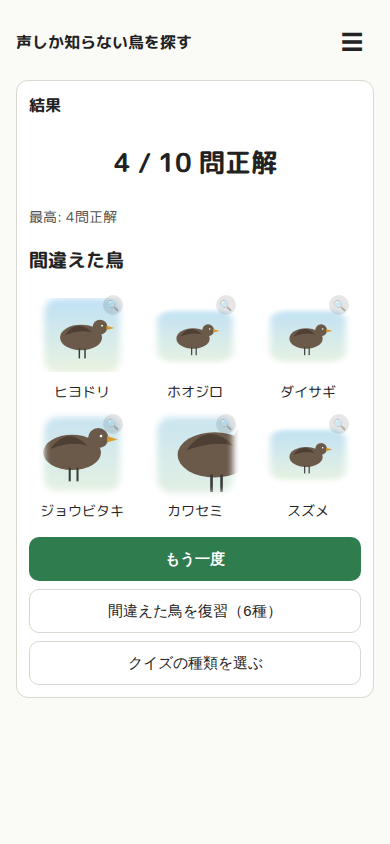 声しか知らない鳥を探す
結果
4 / 10 問正解
最高: 4問正解
間違えた鳥
ヒヨドリ
ホオジロ
ダイサギ
ジョウビタキ
カワセミ
スズメ
もう一度
間違えた鳥を復習（6種）
クイズの種類を選ぶ